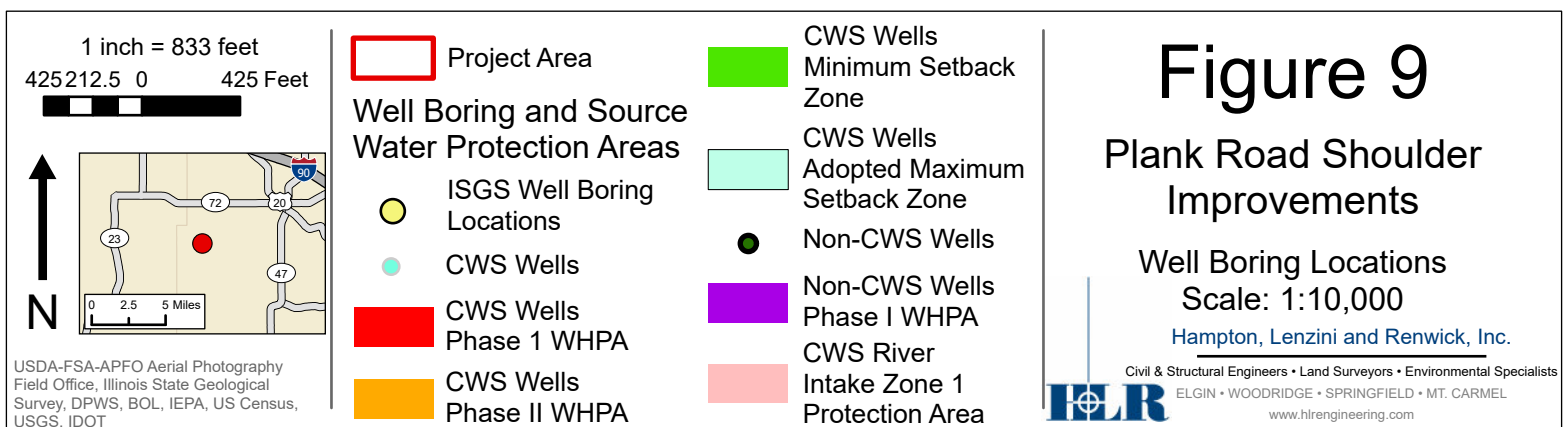 1 inch = 833 feet
425 212.5 0 425 Feet
N
90
72
20
23
47
0 2.5 5 Miles
USDA-FSA-APFO Aerial Photography
Field Office, Illinois State Geological
Survey, DPWS, BOL, IEPA, US Census,
USGS, IDOT
Project Area
Well Boring and Source
Water Protection Areas
ISGS Well Boring
Locations
CWS Wells
CWS Wells
Phase 1 WHPA
CWS Wells
Phase II WHPA
CWS Wells
Minimum Setback
Zone
CWS Wells
Adopted Maximum
Setback Zone
Non-CWS Wells
Non-CWS Wells
Phase I WHPA
CWS River
Intake Zone 1
Protection Area
Figure 9
Plank Road Shoulder
Improvements
Well Boring Locations
Scale: 1:10,000
Hampton, Lenzini and Renwick, Inc.
Civil & Structural Engineers • Land Surveyors • Environmental Specialists
HLR
ELGIN • WOODRIDGE • SPRINGFIELD • MT. CARMEL
www.hlrengineering.com